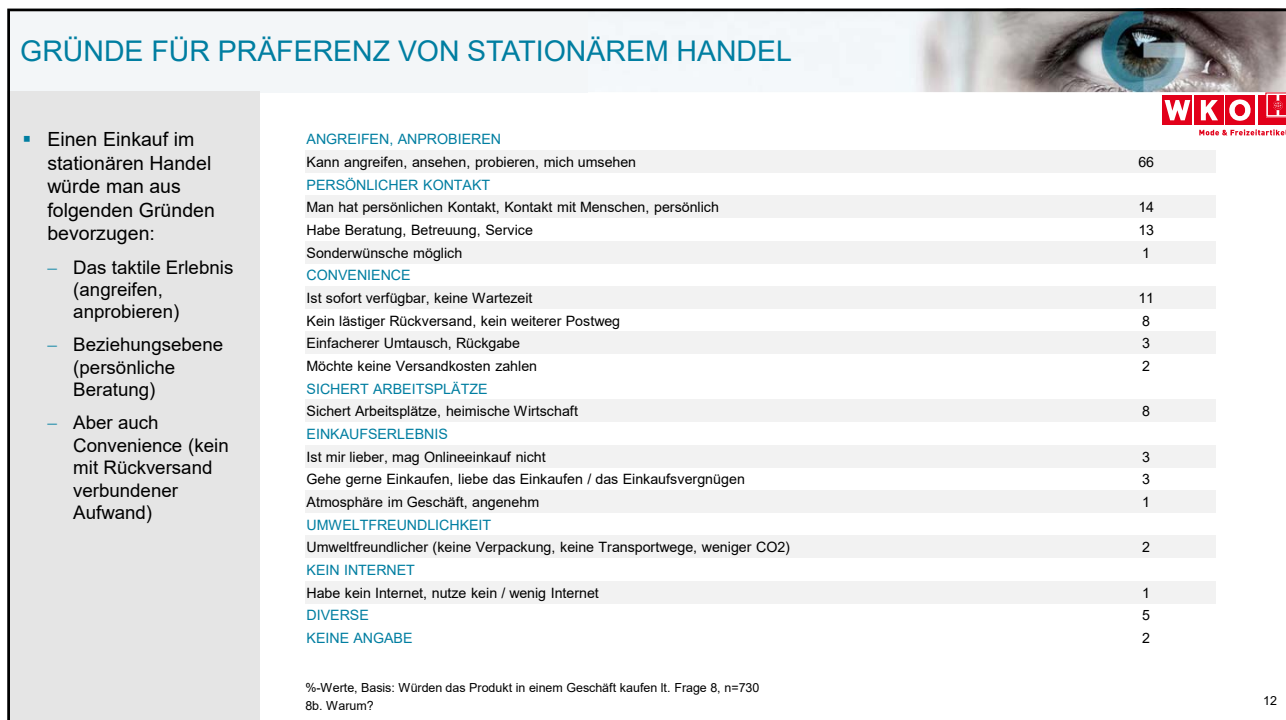 GRÜNDE FÜR PRÄFERENZ VON STATIONÄREM HANDEL
WKO
Mode & Freizeitartikel
▪ Einen Einkauf im
stationären Handel
würde man aus
folgenden Gründen
bevorzugen:
– Das taktile Erlebnis
(angreifen,
anprobieren)
– Beziehungsebene
(persönliche
Beratung)
– Aber auch
Convenience (kein
mit Rückversand
verbundener
Aufwand)
ANGREIFEN, ANPROBIEREN
Kann angreifen, ansehen, probieren, mich umsehen 66
PERSÖNLICHER KONTAKT
Man hat persönlichen Kontakt, Kontakt mit Menschen, persönlich 14
Habe Beratung, Betreuung, Service 13
Sonderwünsche möglich 1
CONVENIENCE
Ist sofort verfügbar, keine Wartezeit 11
Kein lästiger Rückversand, kein weiterer Postweg 8
Einfacherer Umtausch, Rückgabe 3
Möchte keine Versandkosten zahlen 2
SICHERT ARBEITSPLÄTZE
Sichert Arbeitsplätze, heimische Wirtschaft 8
EINKAUFSERLEBNIS
Ist mir lieber, mag Onlineeinkauf nicht 3
Gehe gerne Einkaufen, liebe das Einkaufen / das Einkaufsvergnügen 3
Atmosphäre im Geschäft, angenehm 1
UMWELTFREUNDLICHKEIT
Umweltfreundlicher (keine Verpackung, keine Transportwege, weniger CO2) 2
KEIN INTERNET
Habe kein Internet, nutze kein / wenig Internet 1
DIVERSE 5
KEINE ANGABE 2
%-Werte, Basis: Würden das Produkt in einem Geschäft kaufen lt. Frage 8, n=730
8b. Warum?
12